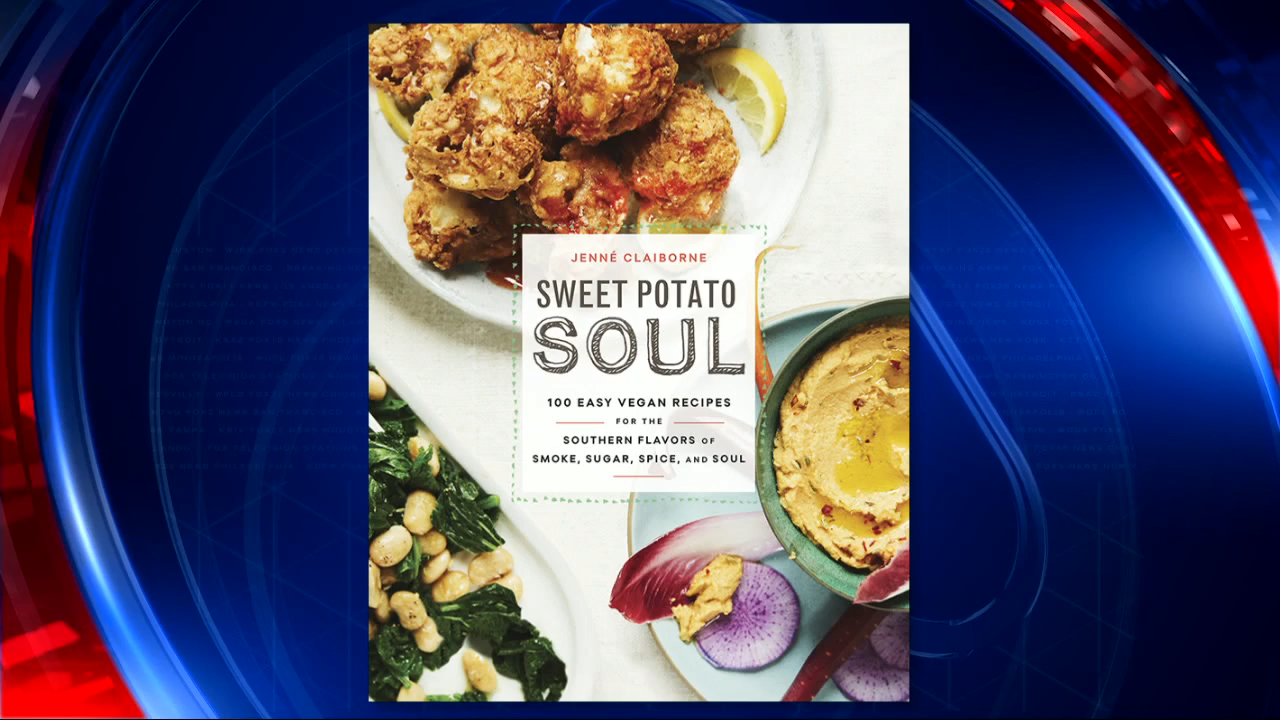 JENNÉ CLAIBORNE
SWEET POTATO
SOUL
100 EASY VEGAN RECIPES
FOR THE
SOUTHERN FLAVORS OF
SMOKE, SUGAR, SPICE, AND SOUL